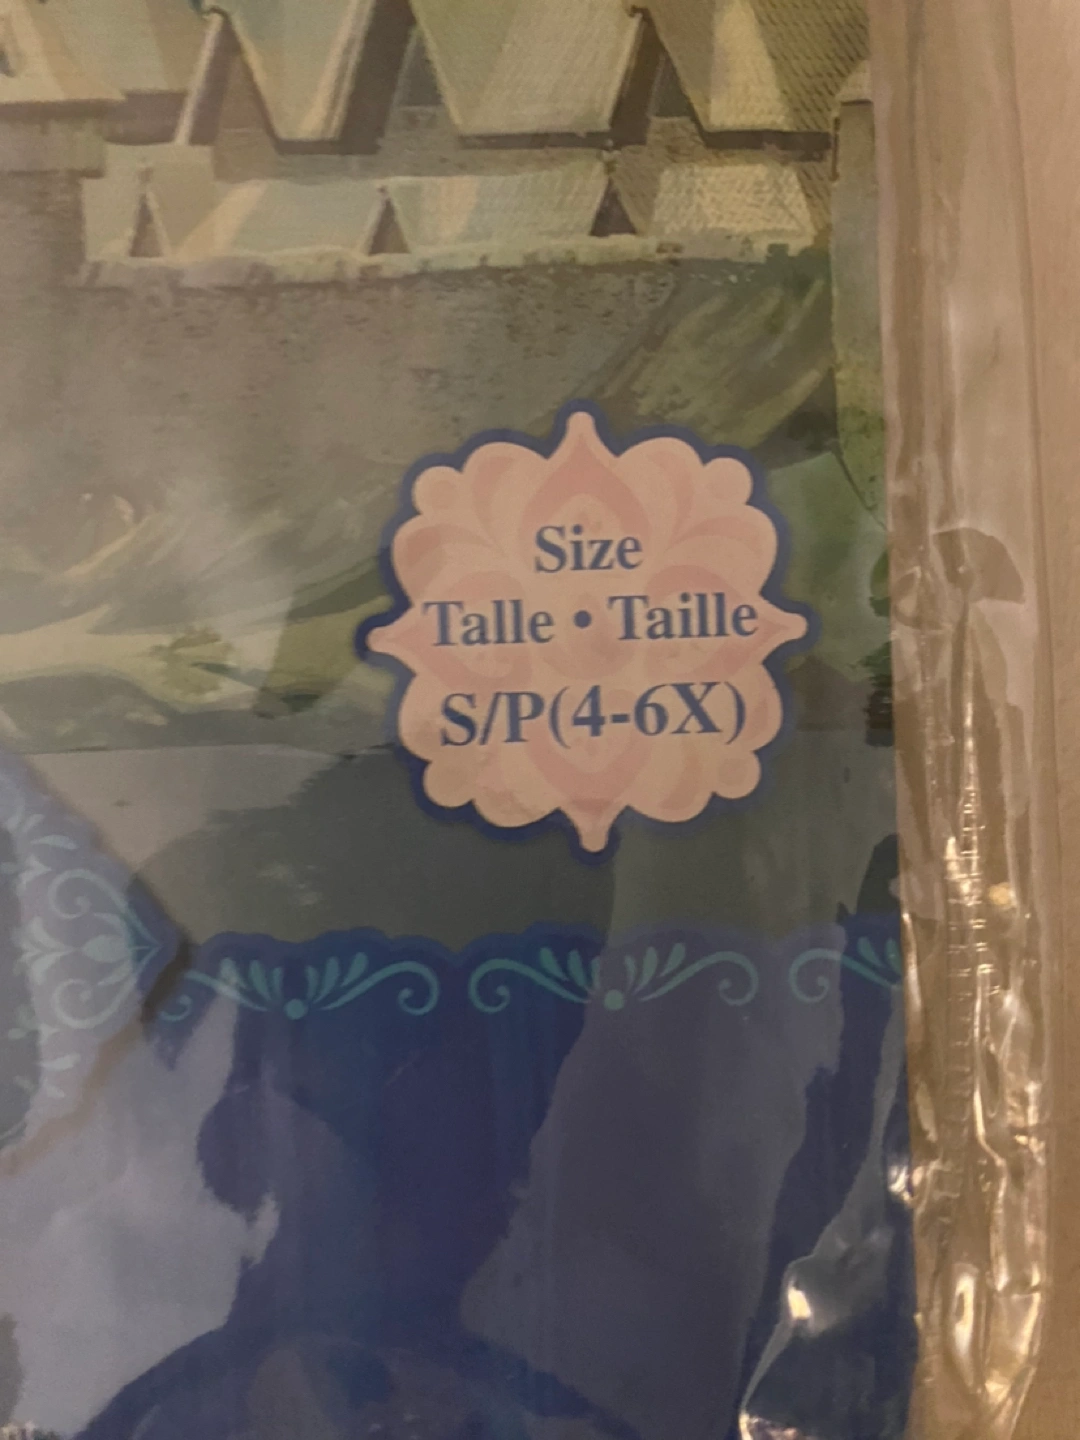 Size
Talle • Taille
S/P(4-6X)